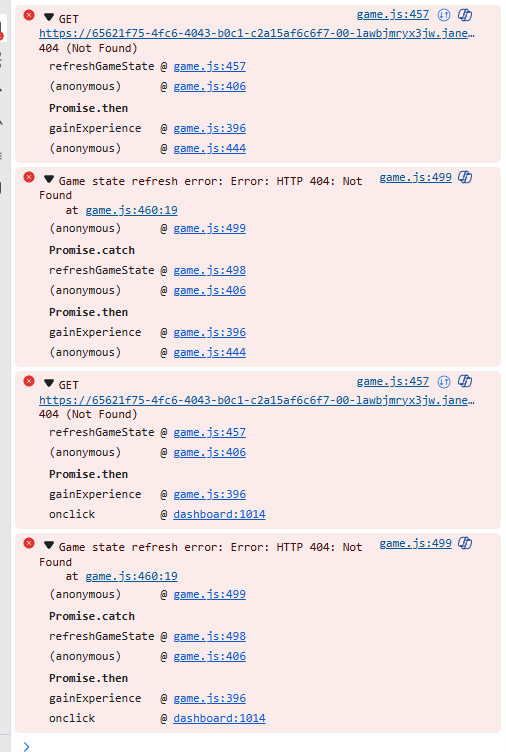 GET game.js:457
https://65621f75-4fc6-4043-b0c1-c2a15af6c6f7-00-lawbjmryx3jw.jane…
404 (Not Found)
refreshGameState @ game.js:457
(anonymous) @ game.js:406
Promise.then
gainExperience @ game.js:396
(anonymous) @ game.js:444
Game state refresh error: Error: HTTP 404: Not game.js:499
Found
at game.js:460:19
(anonymous) @ game.js:499
Promise.catch
refreshGameState @ game.js:498
(anonymous) @ game.js:406
Promise.then
gainExperience @ game.js:396
(anonymous) @ game.js:444
GET game.js:457
https://65621f75-4fc6-4043-b0c1-c2a15af6c6f7-00-lawbjmryx3jw.jane…
404 (Not Found)
refreshGameState @ game.js:457
(anonymous) @ game.js:406
Promise.then
gainExperience @ game.js:396
onclick @ dashboard:1014
Game state refresh error: Error: HTTP 404: Not game.js:499
Found
at game.js:460:19
(anonymous) @ game.js:499
Promise.catch
refreshGameState @ game.js:498
(anonymous) @ game.js:406
Promise.then
gainExperience @ game.js:396
onclick @ dashboard:1014